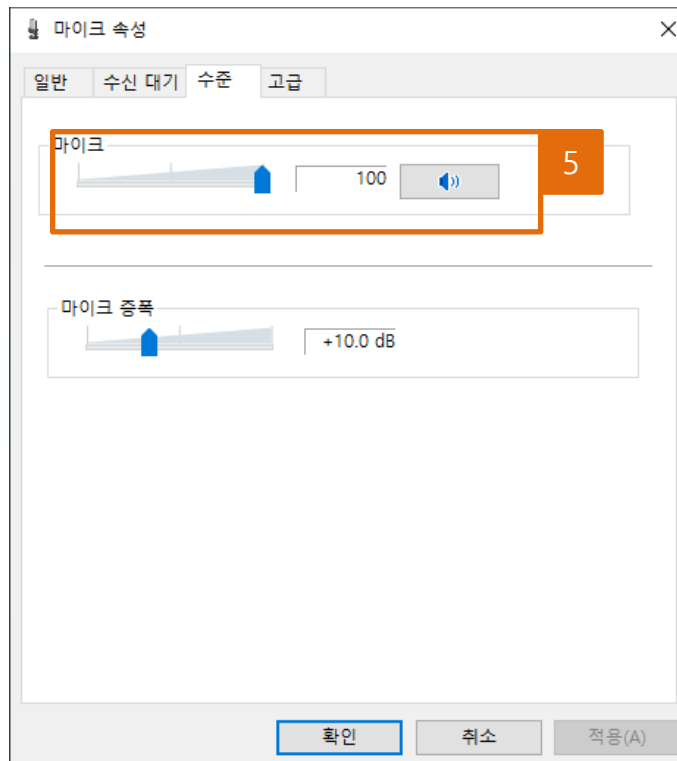 마이크 속성
일반 수신 대기 수준 고급
마이크
100
5
마이크 증폭
+10.0 dB
확인 취소 적용(A)